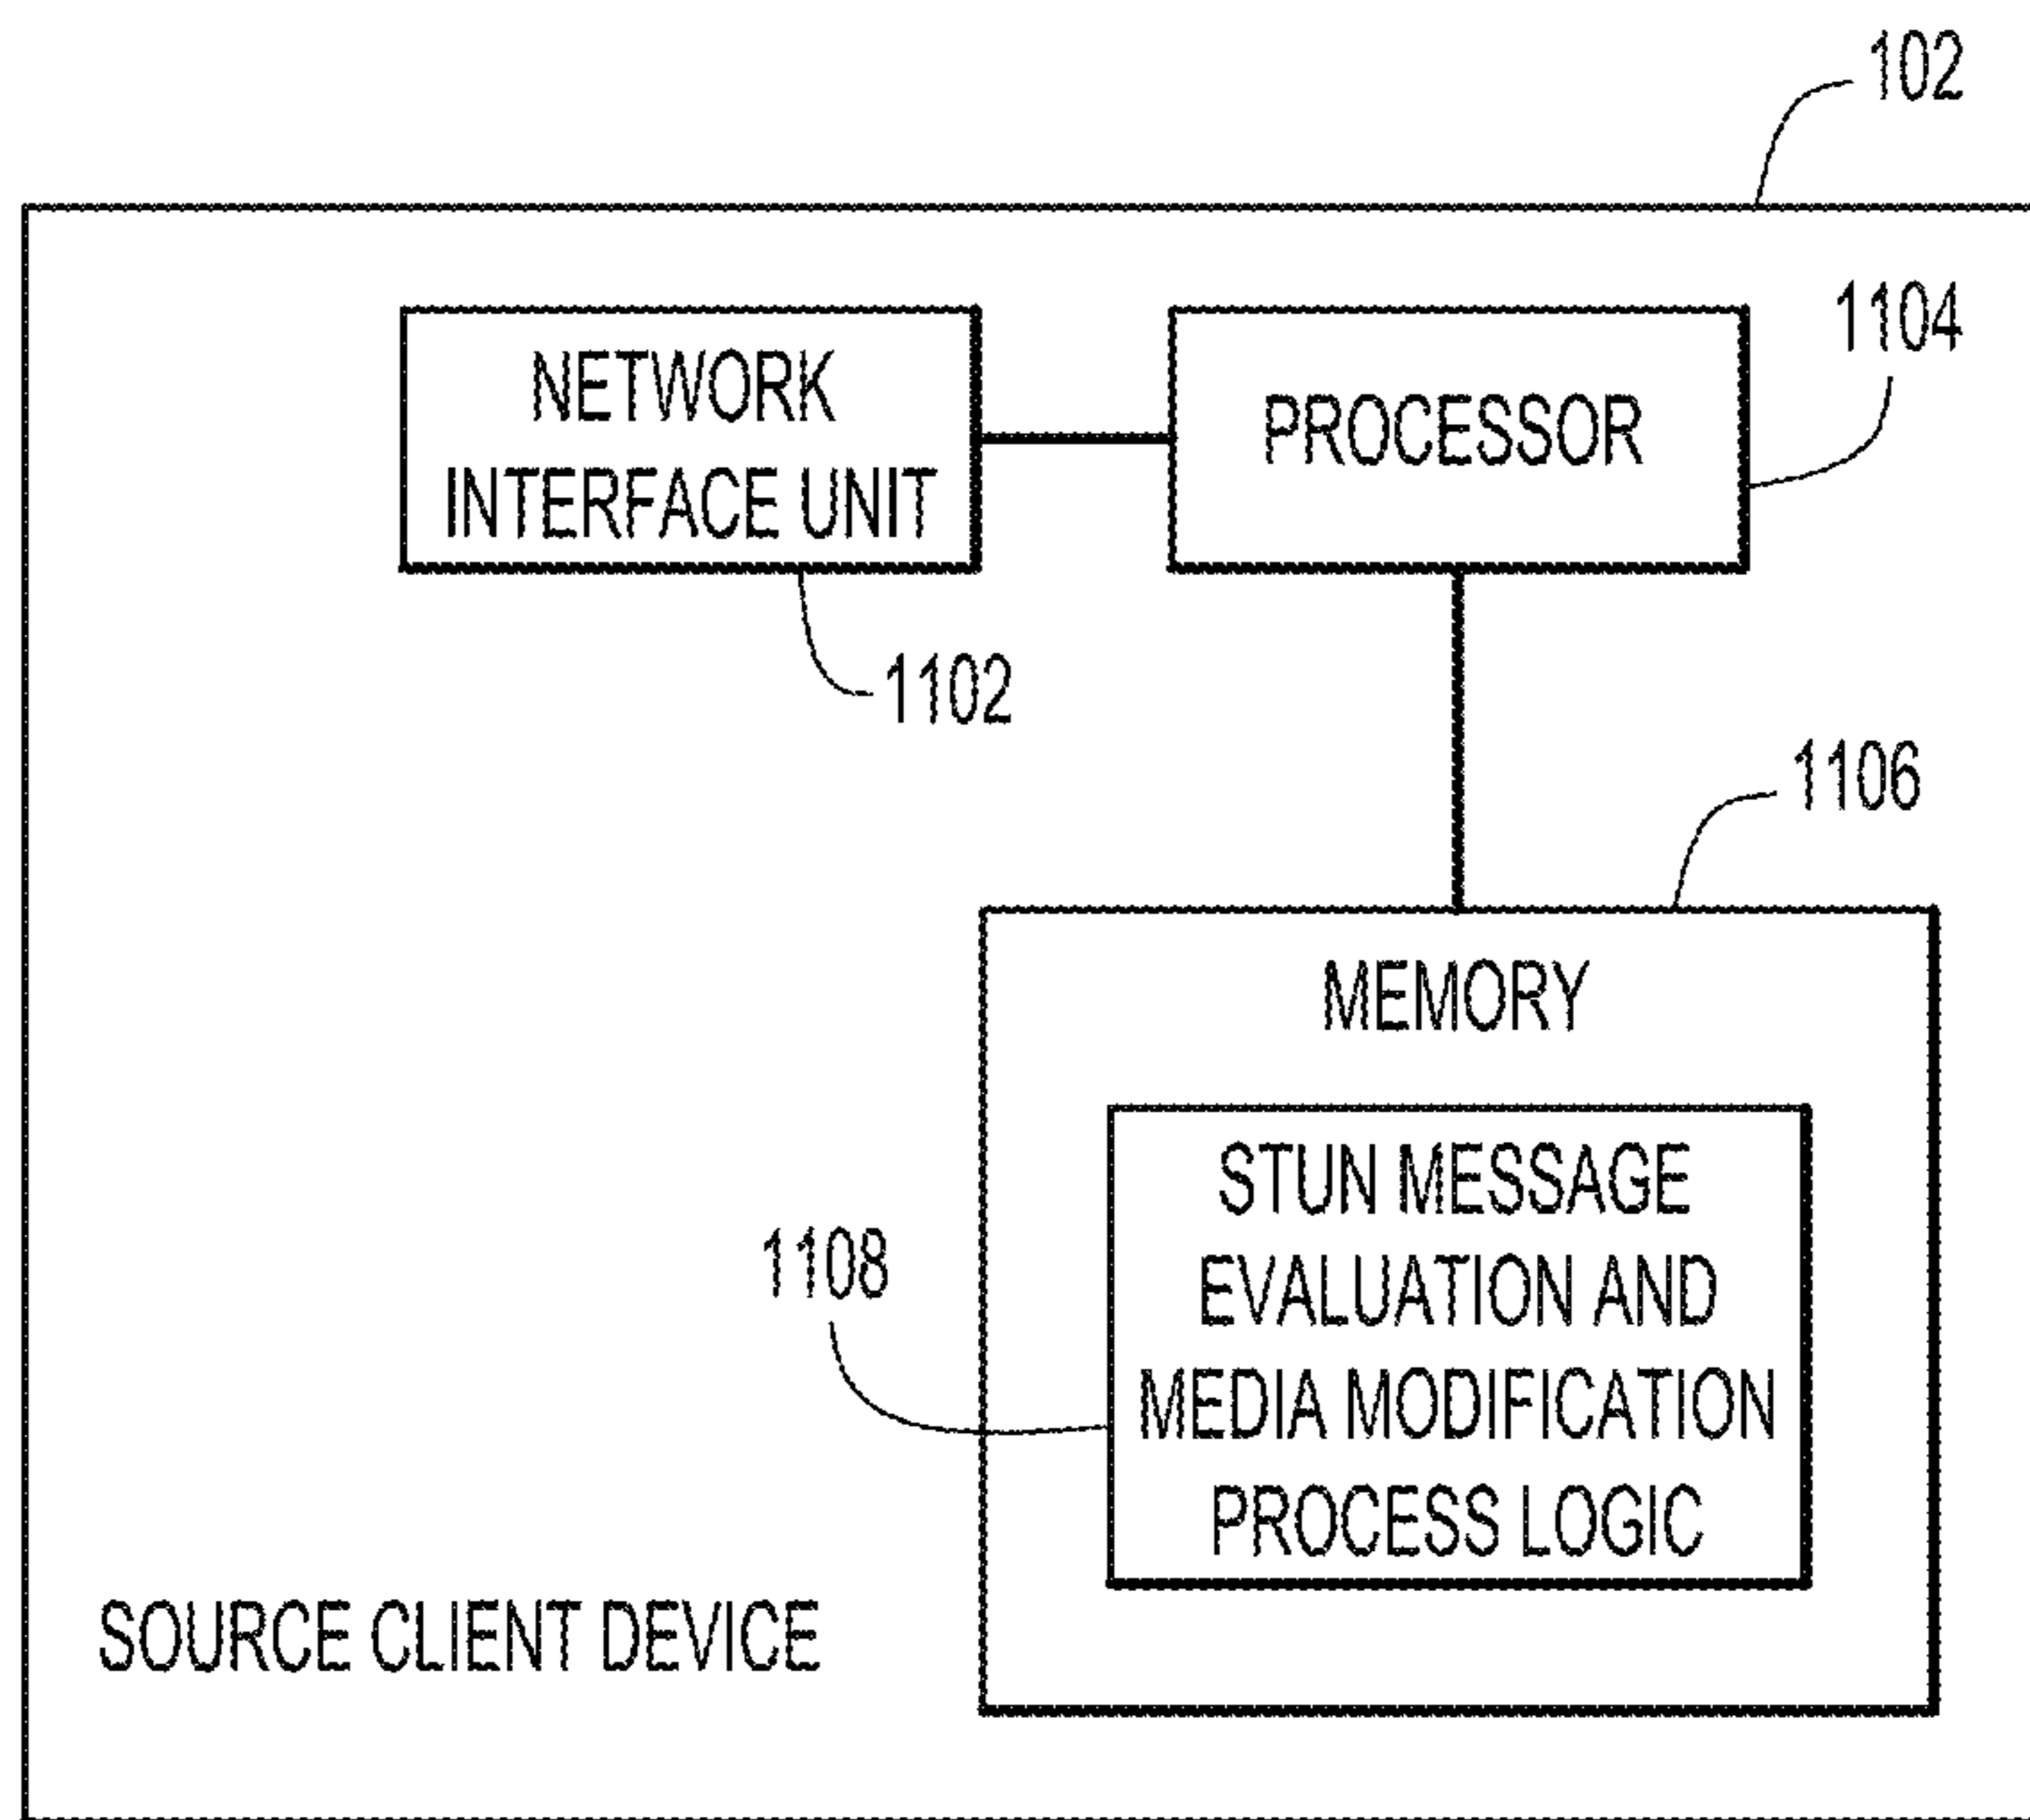 102
NETWORK
INTERFACE UNIT
PROCESSOR
1104
1102
1106
MEMORY
STUN MESSAGE
EVALUATION AND
MEDIA MODIFICATION
PROCESS LOGIC
1108
SOURCE CLIENT DEVICE